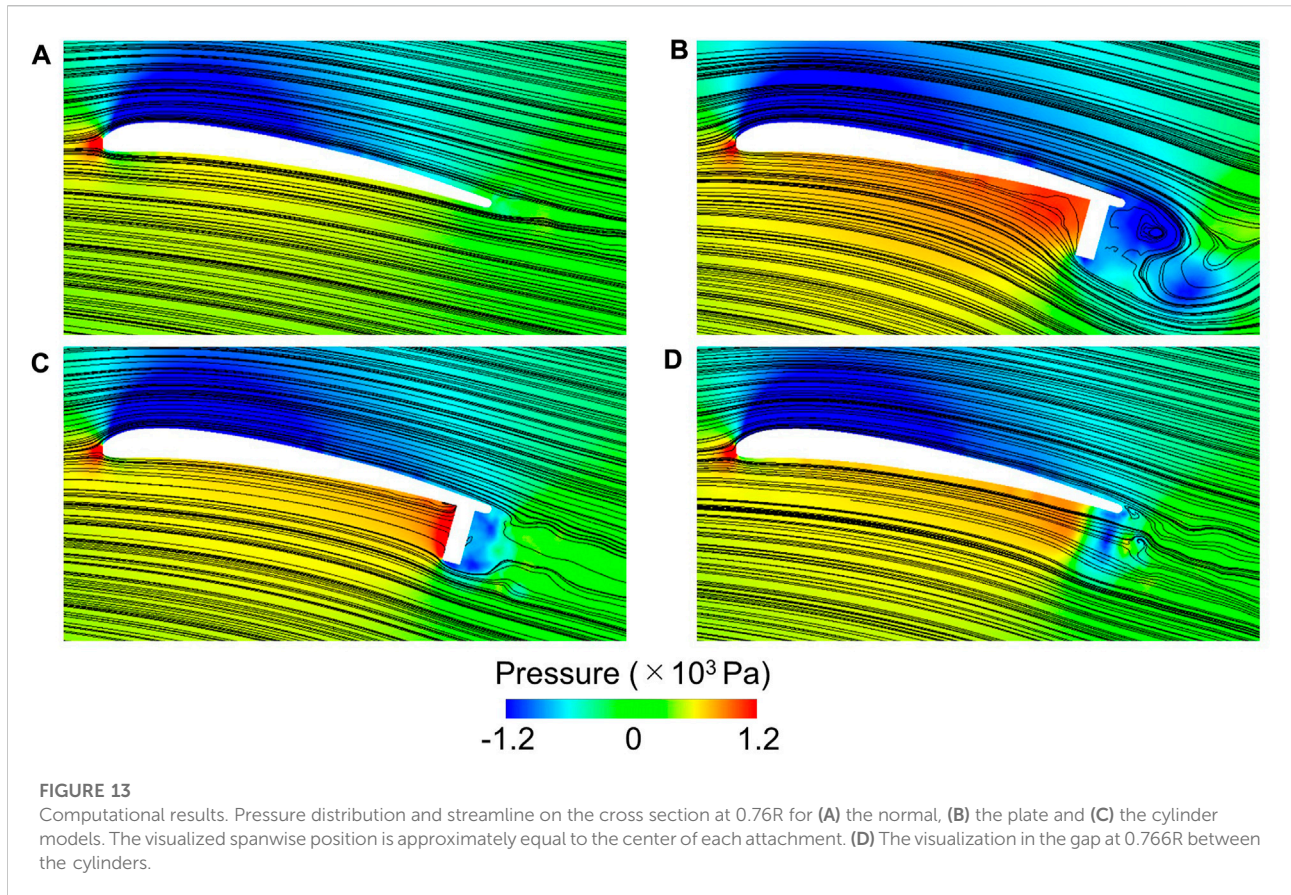 A
B
C
D
Pressure ( × 10³ Pa)
-1.2 0 1.2
FIGURE 13
Computational results. Pressure distribution and streamline on the cross section at 0.76R for (A) the normal, (B) the plate and (C) the cylinder
models. The visualized spanwise position is approximately equal to the center of each attachment. (D) The visualization in the gap at 0.766R between
the cylinders.